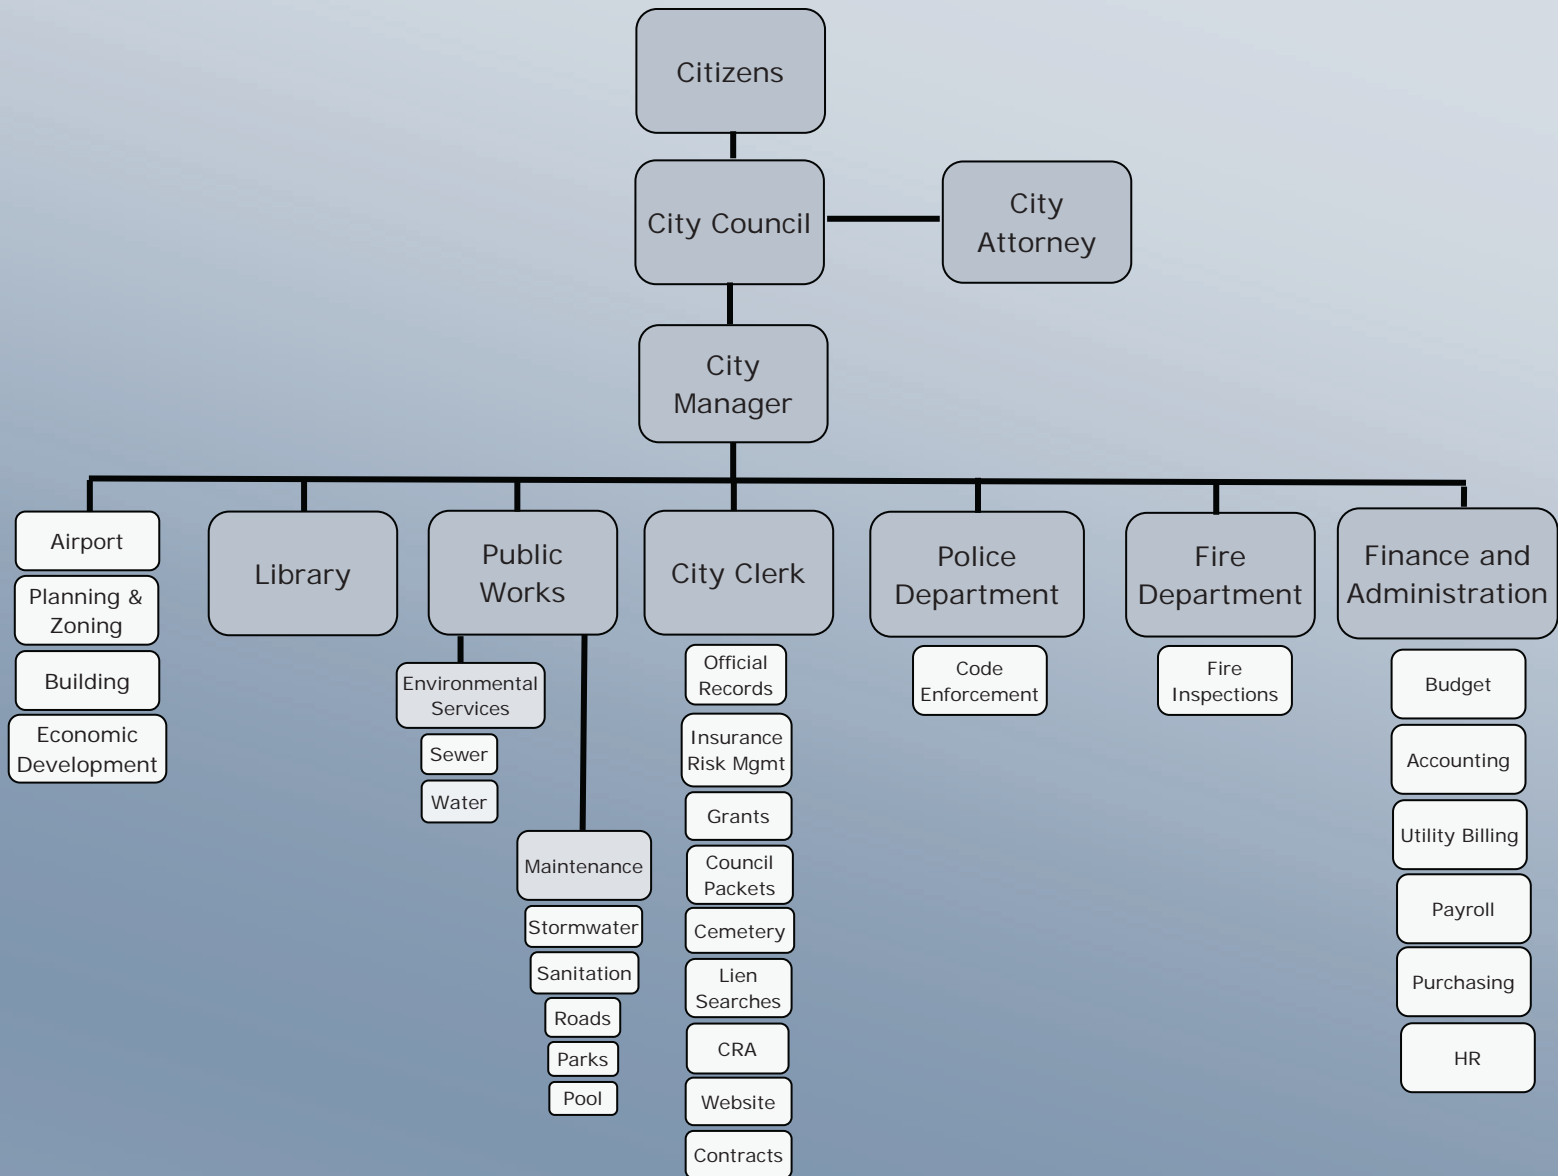 Citizens
City Council
City
Attorney
City
Manager
Airport
Planning &
Zoning
Building
Economic
Development
Library
Public
Works
Environmental
Services
Sewer
Water
Maintenance
Stormwater
Sanitation
Roads
Parks
Pool
City Clerk
Official
Records
Insurance
Risk Mgmt
Grants
Council
Packets
Cemetery
Lien
Searches
CRA
Website
Contracts
Police
Department
Code
Enforcement
Fire
Department
Fire
Inspections
Finance and
Administration
Budget
Accounting
Utility Billing
Payroll
Purchasing
HR